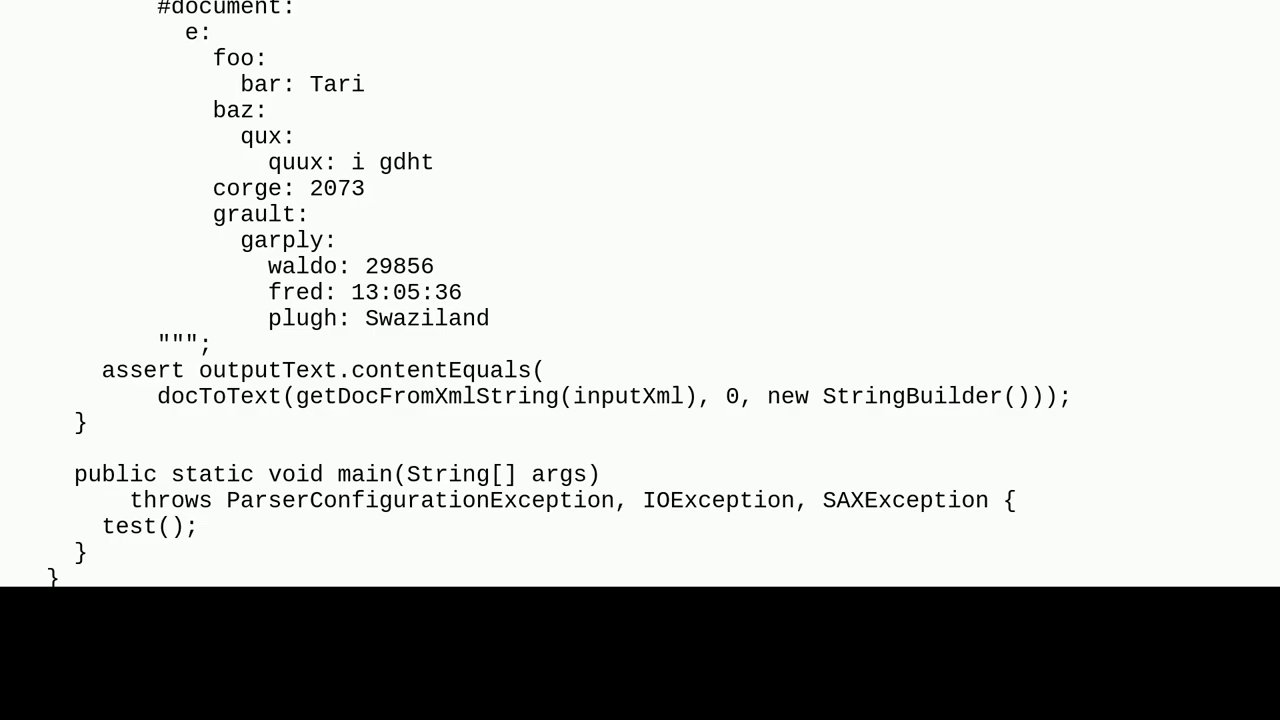 #document:
e:
foo:
bar: Tari
baz:
qux:
quux: i gdht
corge: 2073
grault:
garply:
waldo: 29856
fred: 13:05:36
plugh: Swaziland
""";
assert outputText.contentEquals(
docToText(getDocFromXmlString(inputXml), 0, new StringBuilder()));
}
public static void main(String[] args)
throws ParserConfigurationException, IOException, SAXException {
test();
}
}